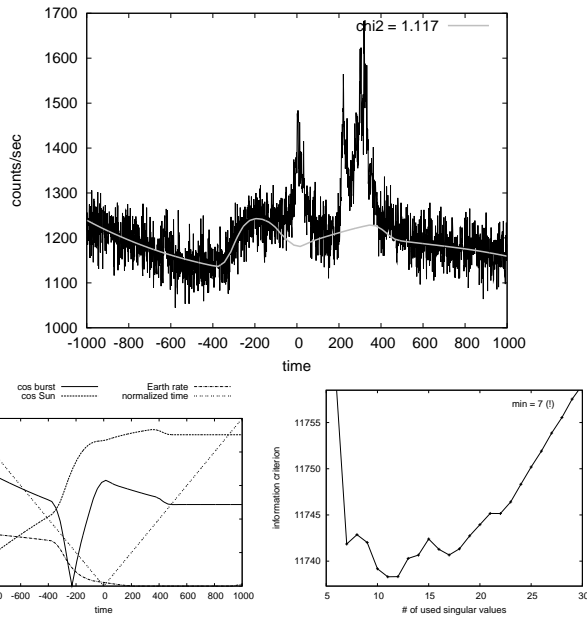 1700
chi2 = 1.117
1600
1500
1400
1300
1200
1100
1000
counts/sec
-1000 -800 -600 -400 -200 0 200 400 600 800 1000
time
cos burst
cos Sun
Earth rate
normalized time
-600 -400 -200 0 200 400 600 800 1000
time
min = 7 (!)
11755
11750
11745
11740
information criterion
5 10 15 20 25 30
# of used singular values